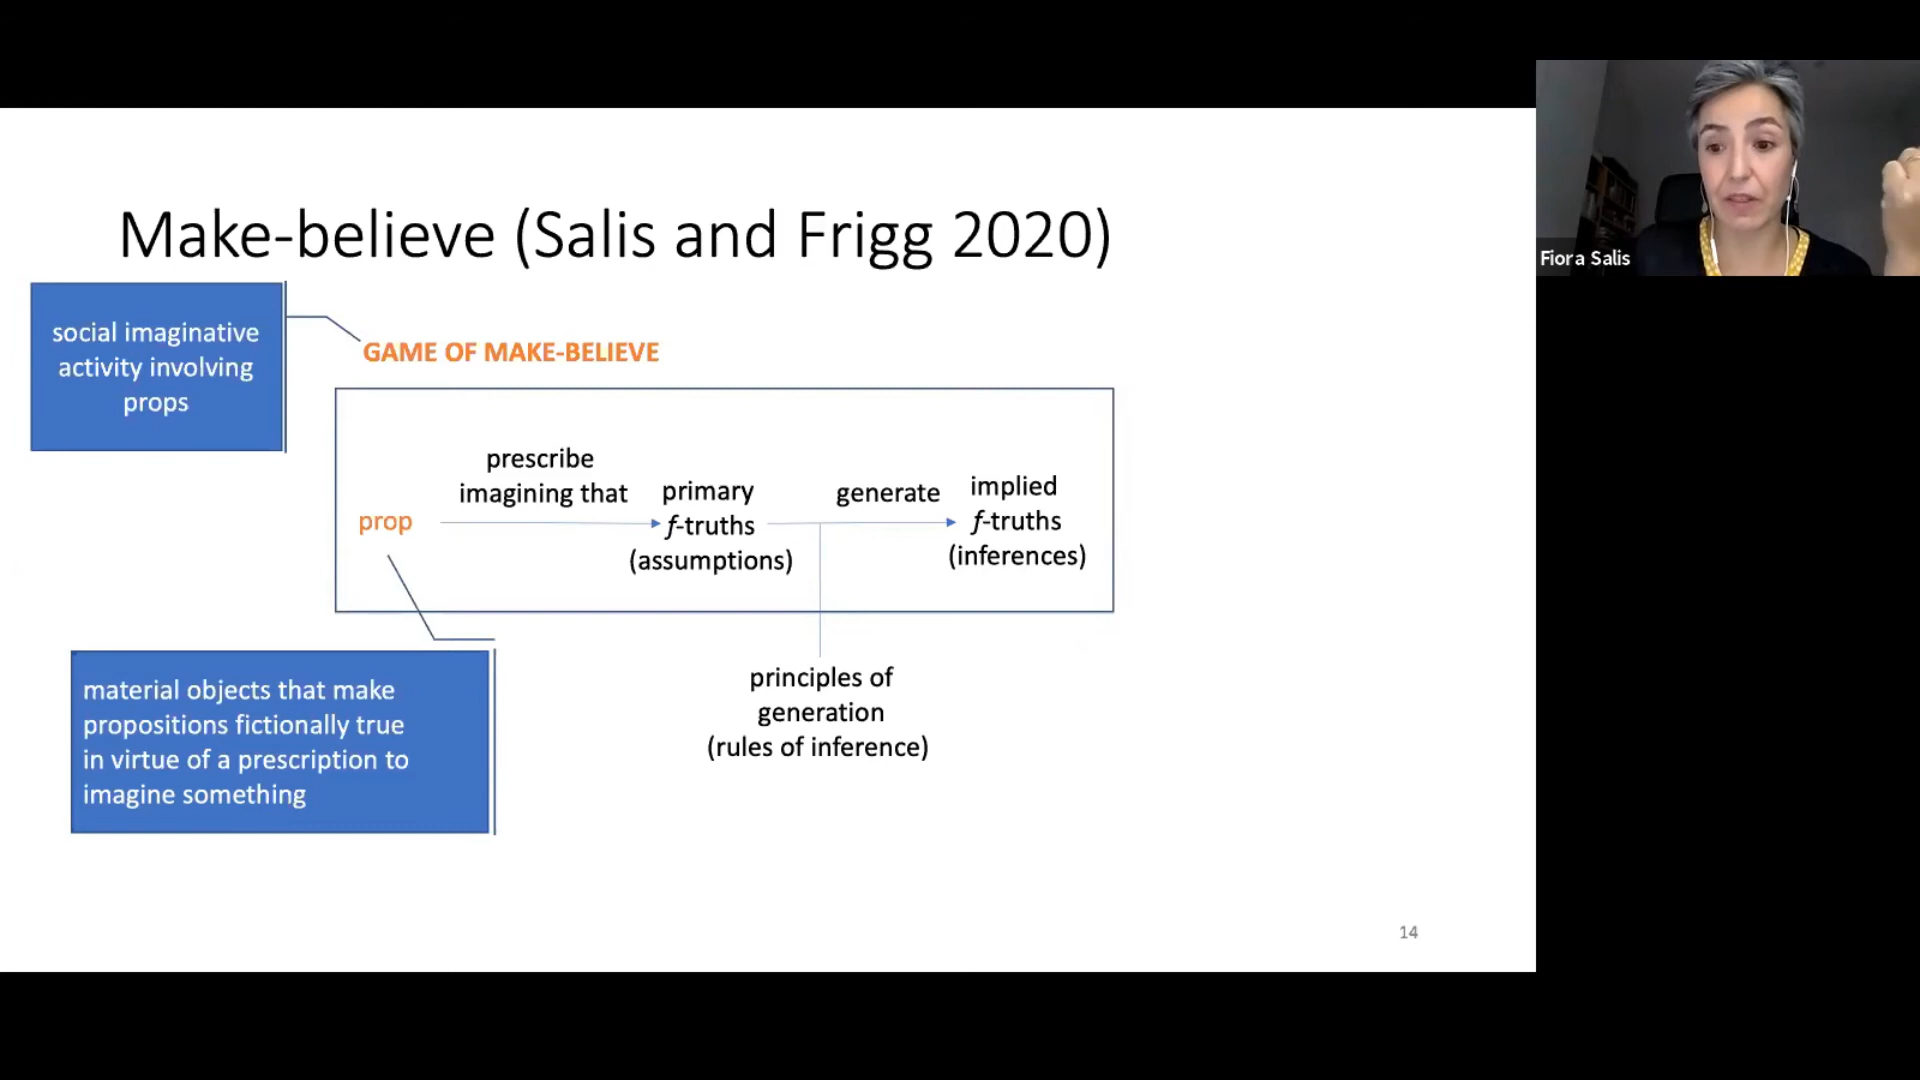 Make-believe (Salis and Frigg 2020)
Fiora Salis
social imaginative
activity involving
props
GAME OF MAKE-BELIEVE
prop
prescribe
imagining that
primary
f-truths
(assumptions)
generate
implied
f-truths
(inferences)
principles of
generation
(rules of inference)
material objects that make
propositions fictionally true
in virtue of a prescription to
imagine something
14